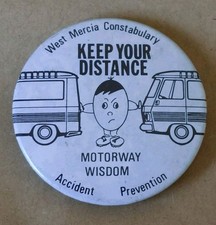 West Mercia Constabulary
KEEP YOUR
DISTANCE
MOTORWAY
WISDOM
Accident Prevention